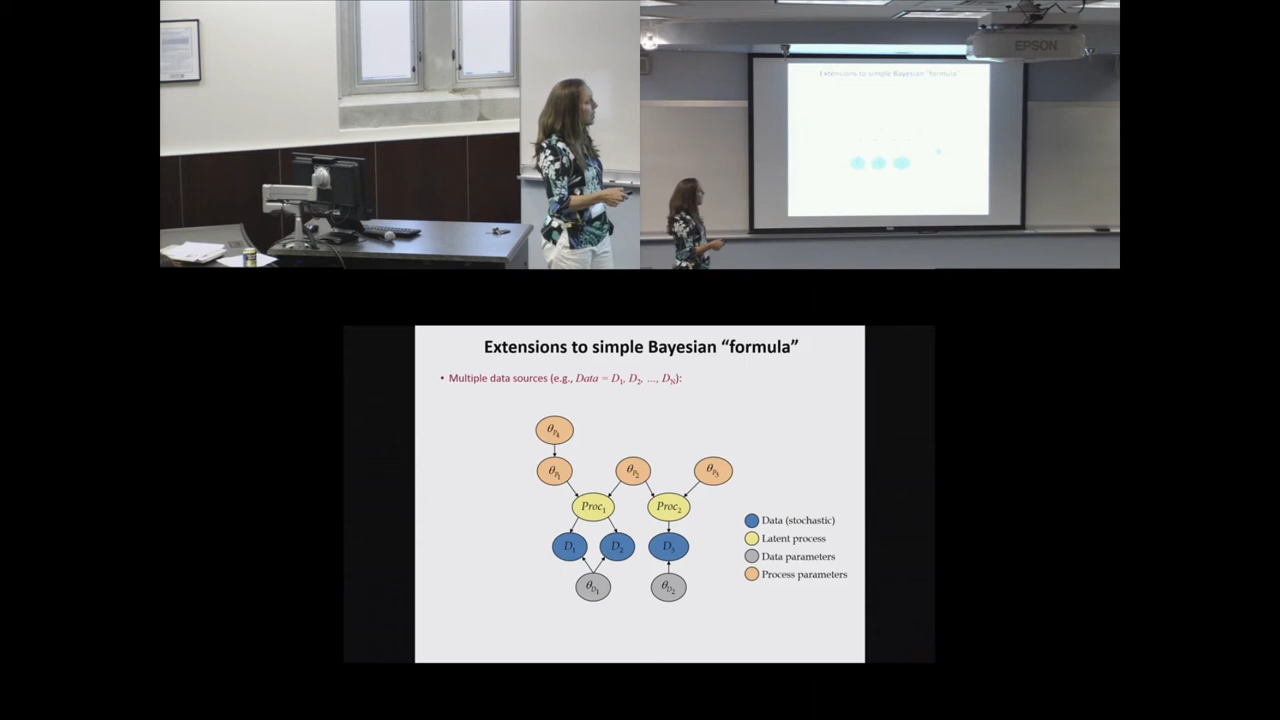 EPSON
Extensions to simple Bayesian "formula"
Extensions to simple Bayesian “formula”
• Multiple data sources (e.g., Data = D1, D2, ..., DN):
θP4
θP1 θP2 θP3
Proc1 Proc2
D1 D2 D3
θD1 θD2
Data (stochastic)
Latent process
Data parameters
Process parameters